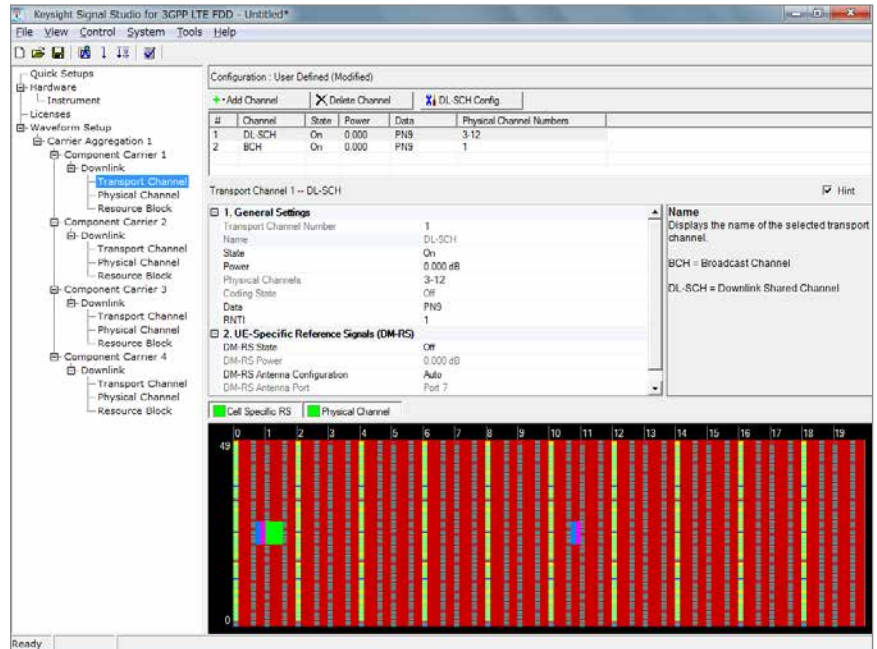 Keysight Signal Studio for 3GPP LTE FDD - Untitled*
File View Control System Tools Help
Quick Setups
Hardware
Instrument
Licenses
Waveform Setup
Carrier Aggregation 1
Component Carrier 1
Downlink
Transport Channel
Physical Channel
Resource Block
Component Carrier 2
Downlink
Transport Channel
Physical Channel
Resource Block
Component Carrier 3
Downlink
Transport Channel
Physical Channel
Resource Block
Component Carrier 4
Downlink
Transport Channel
Physical Channel
Resource Block
Configuration : User Defined (Modified)
Add Channel Delete Channel DL-SCH Config.
# Channel State Power Data Physical Channel Numbers
1 DL-SCH On 0.000 PN9 3-12
2 BCH On 0.000 PN9 1
Transport Channel 1 -- DL-SCH Hint
1. General Settings
Transport Channel Number 1
Name DL-SCH
State On
Power 0.000 dB
Physical Channels 3-12
Coding State Off
Data PN9
RNTI 1
2. UE-Specific Reference Signals (DM-RS)
DM-RS State Off
DM-RS Power 0.000 dB
DM-RS Antenna Configuration Auto
DM-RS Antenna Port Port 7
Name
Displays the name of the selected transport
channel.
BCH = Broadcast Channel
DL-SCH = Downlink Shared Channel
Cell Specific RS Physical Channel
0 1 2 3 4 5 6 7 8 9 10 11 12 13 14 15 16 17 18 19
49
0
Ready